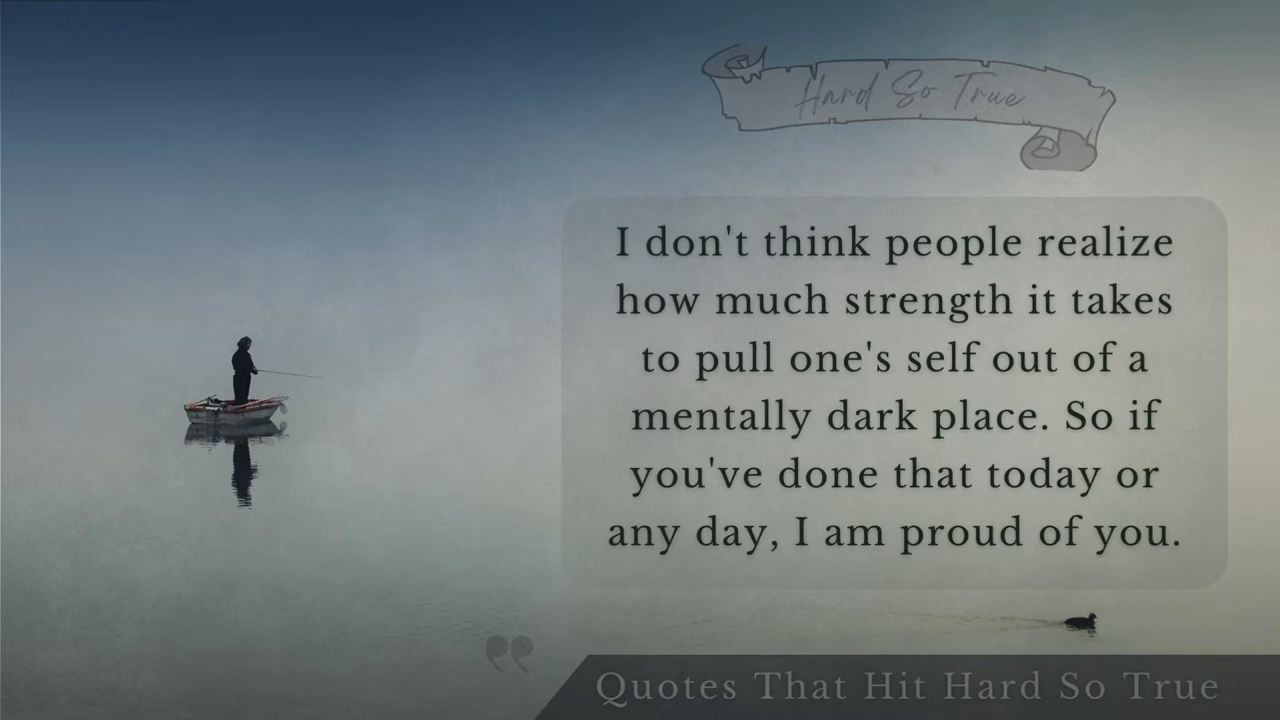 Hard So True
I don't think people realize
how much strength it takes
to pull one's self out of a
mentally dark place. So if
you've done that today or
any day, I am proud of you.
”
Quotes That Hit Hard So True